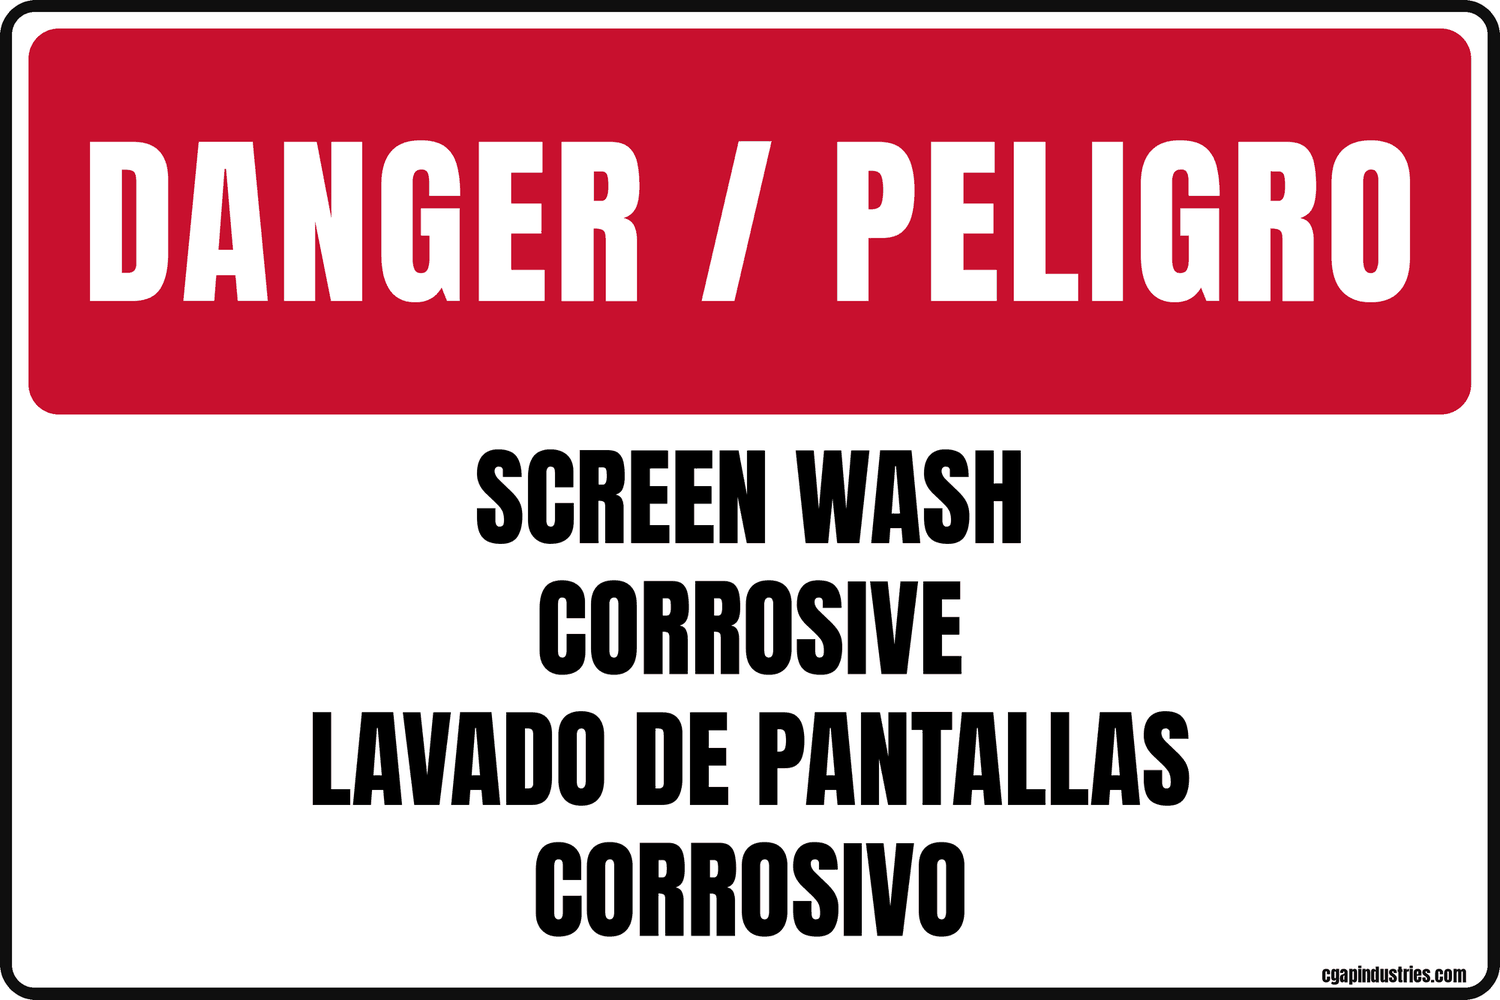 DANGER / PELIGRO
SCREEN WASH
CORROSIVE
LAVADO DE PANTALLAS
CORROSIVO
cgapindustries.com